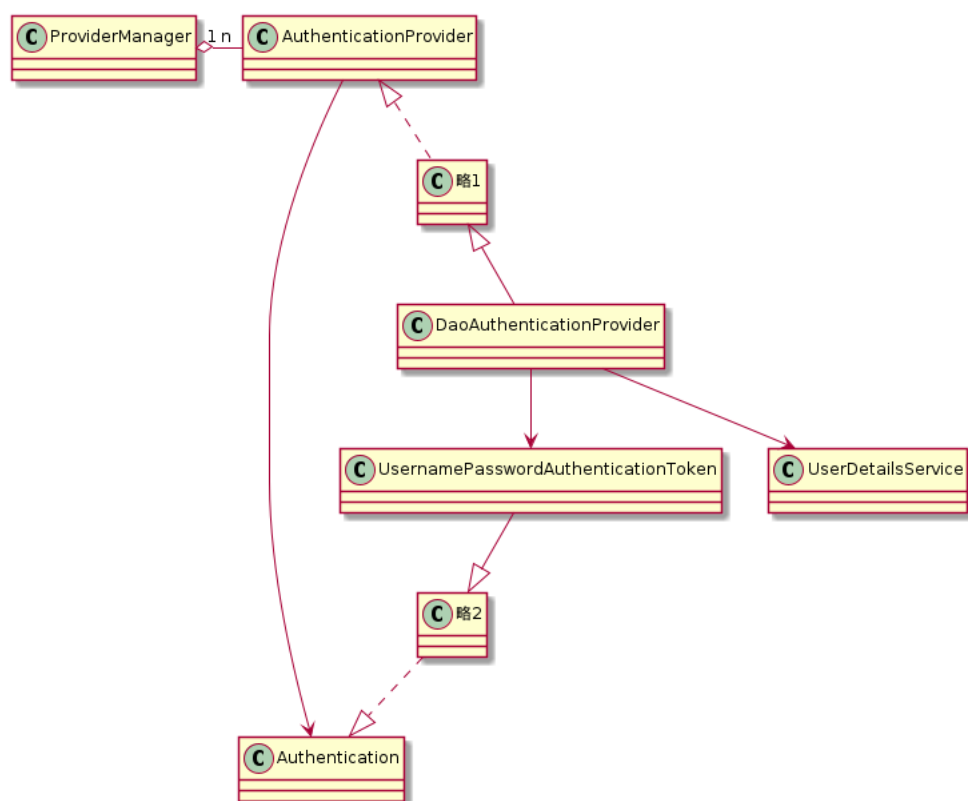 C ProviderManager
1 n
C AuthenticationProvider
C 略1
C DaoAuthenticationProvider
C UsernamePasswordAuthenticationToken
C UserDetailsService
C 略2
C Authentication